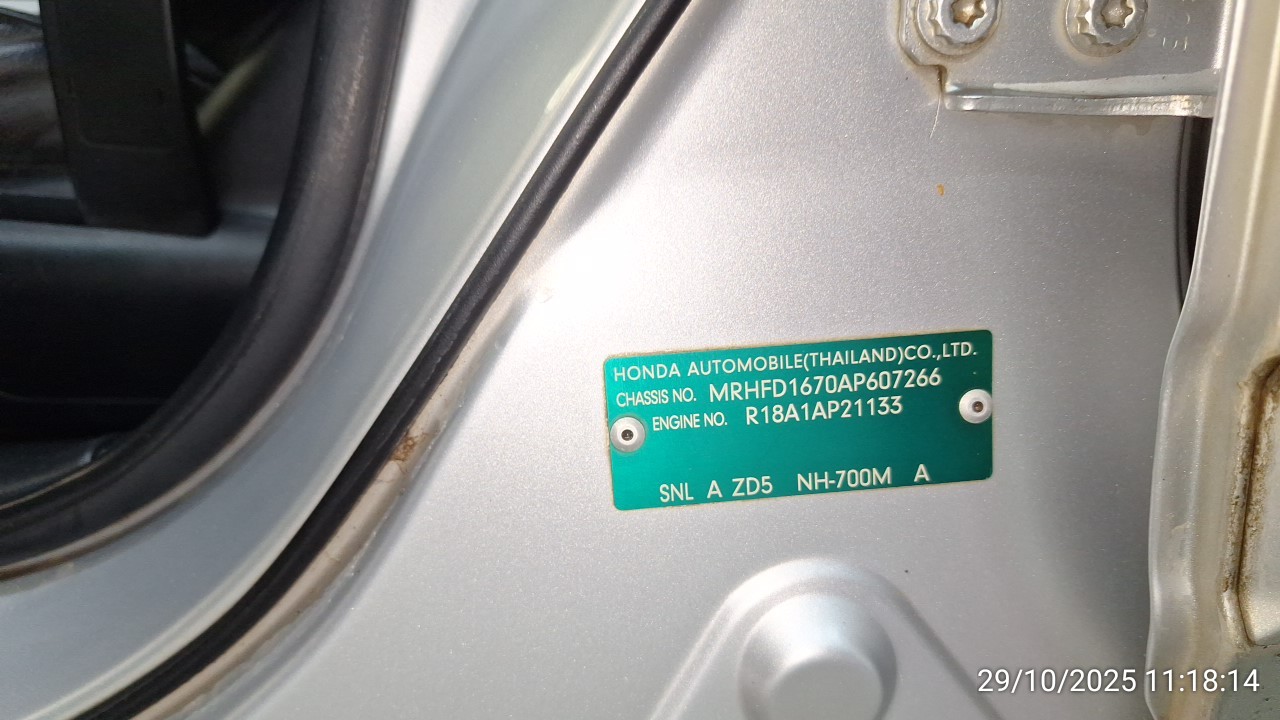 HONDA AUTOMOBILE(THAILAND)CO.,LTD.
CHASSIS NO. MRHFD1670AP607266
ENGINE NO. R18A1AP21133
SNL A ZD5 NH-700M A
29/10/2025 11:18:14